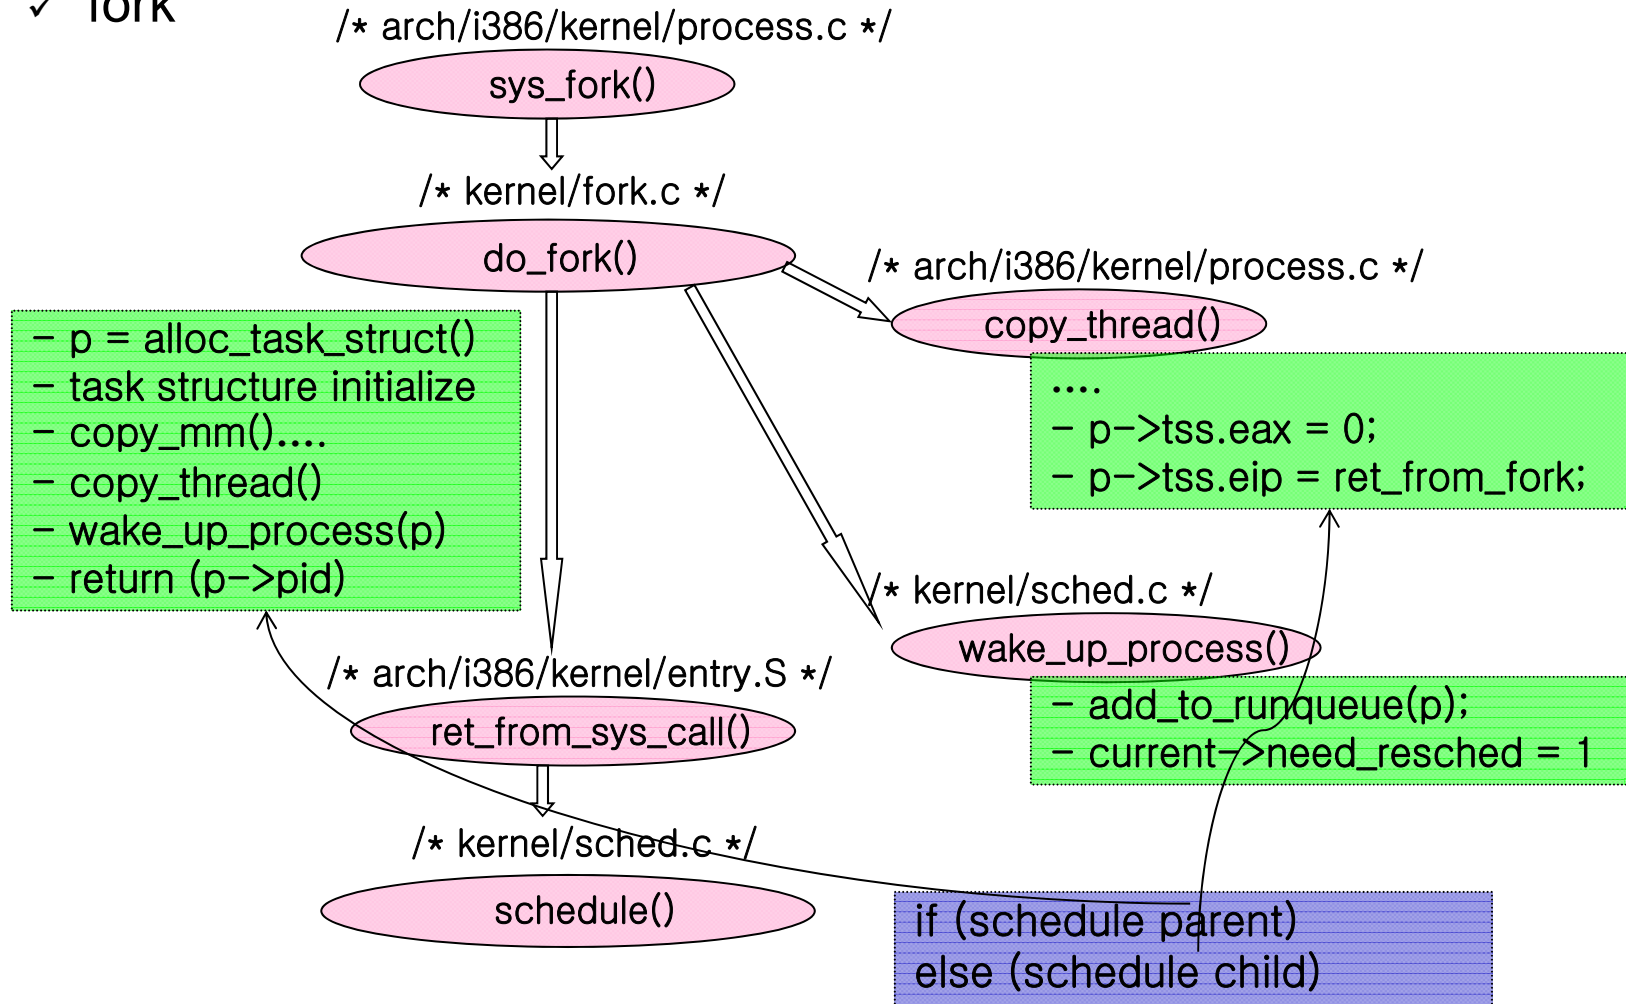 ✓ fork
/* arch/i386/kernel/process.c */
sys_fork()
/* kernel/fork.c */
do_fork()
/* arch/i386/kernel/process.c */
copy_thread()
....
- p->tss.eax = 0;
- p->tss.eip = ret_from_fork;
- p = alloc_task_struct()
- task structure initialize
- copy_mm()....
- copy_thread()
- wake_up_process(p)
- return (p->pid)
/* kernel/sched.c */
wake_up_process()
- add_to_runqueue(p);
- current->need_resched = 1
/* arch/i386/kernel/entry.S */
ret_from_sys_call()
/* kernel/sched.c */
schedule()
if (schedule parent)
else (schedule child)